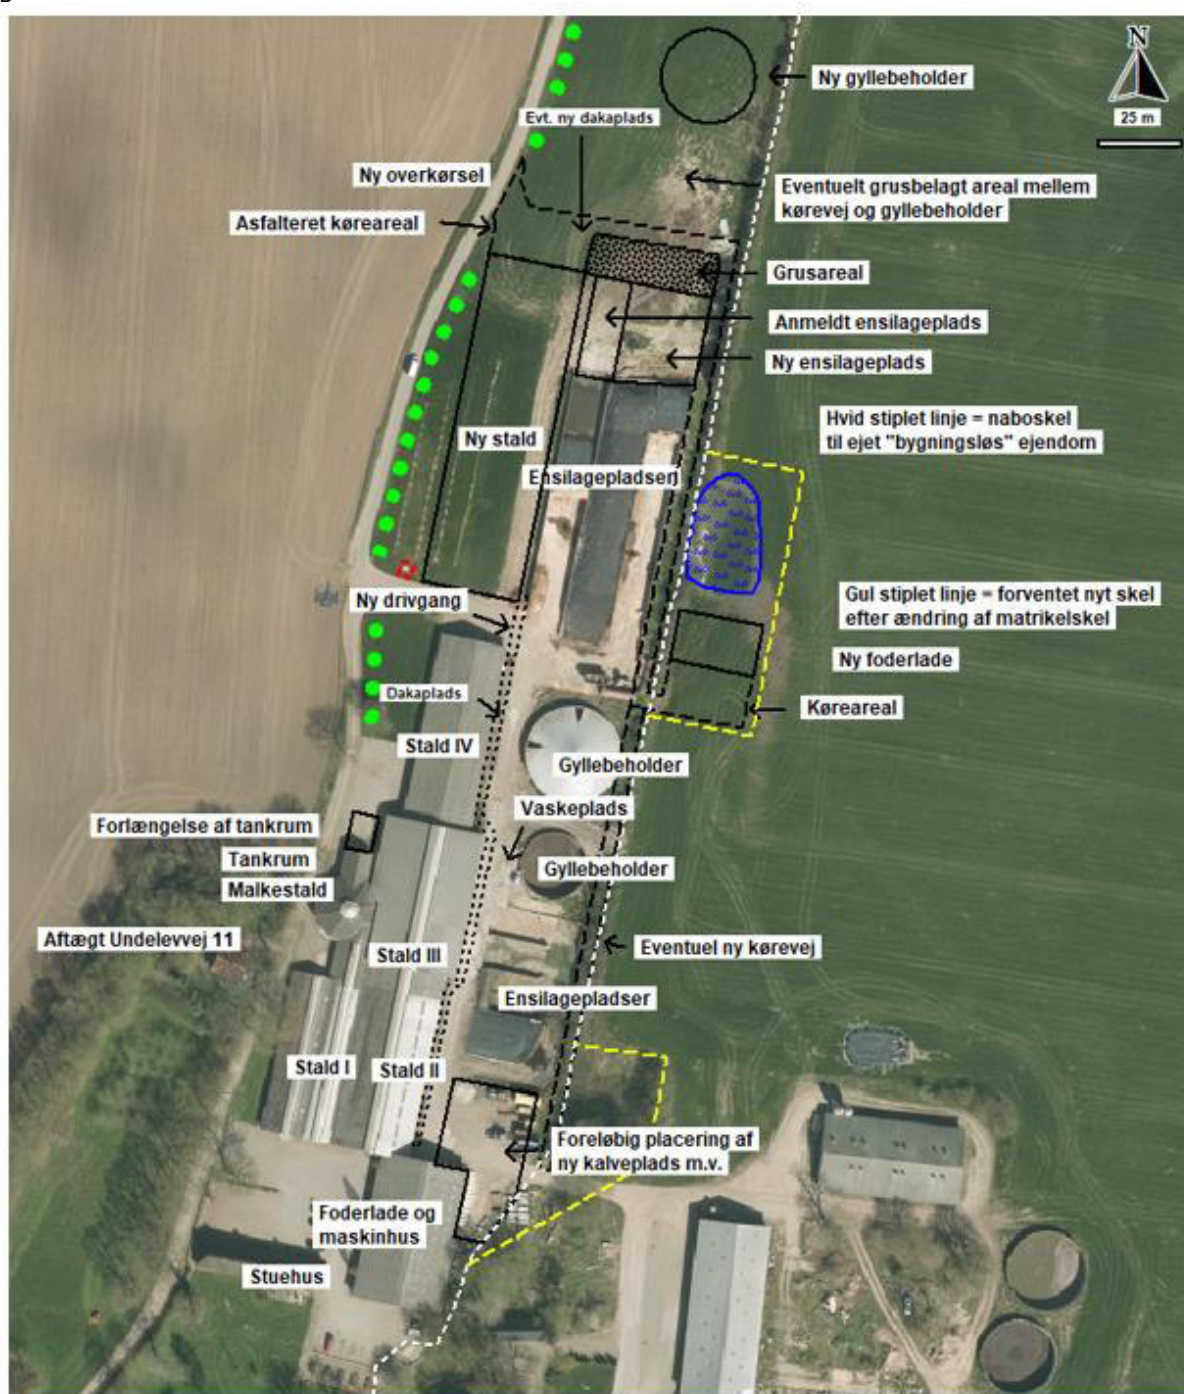 N
25 m
Ny gyllebeholder
Evt. ny dakaplads
Ny overkørsel
Eventuelt grusbelagt areal mellem
kørevej og gyllebeholder
Asfalteret køreareal
Grusareal
Anmeldt ensilageplads
Ny ensilageplads
Hvid stiplet linje = naboskel
til ejet "bygningsløs" ejendom
Ny stald
Ensilagepladser
Gul stiplet linje = forventet nyt skel
efter ændring af matrikelskel
Ny drivgang
Ny foderlade
Dakaplads
Køreareal
Stald IV
Gyllebeholder
Vaskeplads
Forlængelse af tankrum
Tankrum
Gyllebeholder
Malkestald
Aftægt Undelevvej 11
Eventuel ny kørevej
Stald III
Ensilagepladser
Stald I
Stald II
Foreløbig placering af
ny kalveplads m.v.
Foderlade og
maskinhus
Stuehus